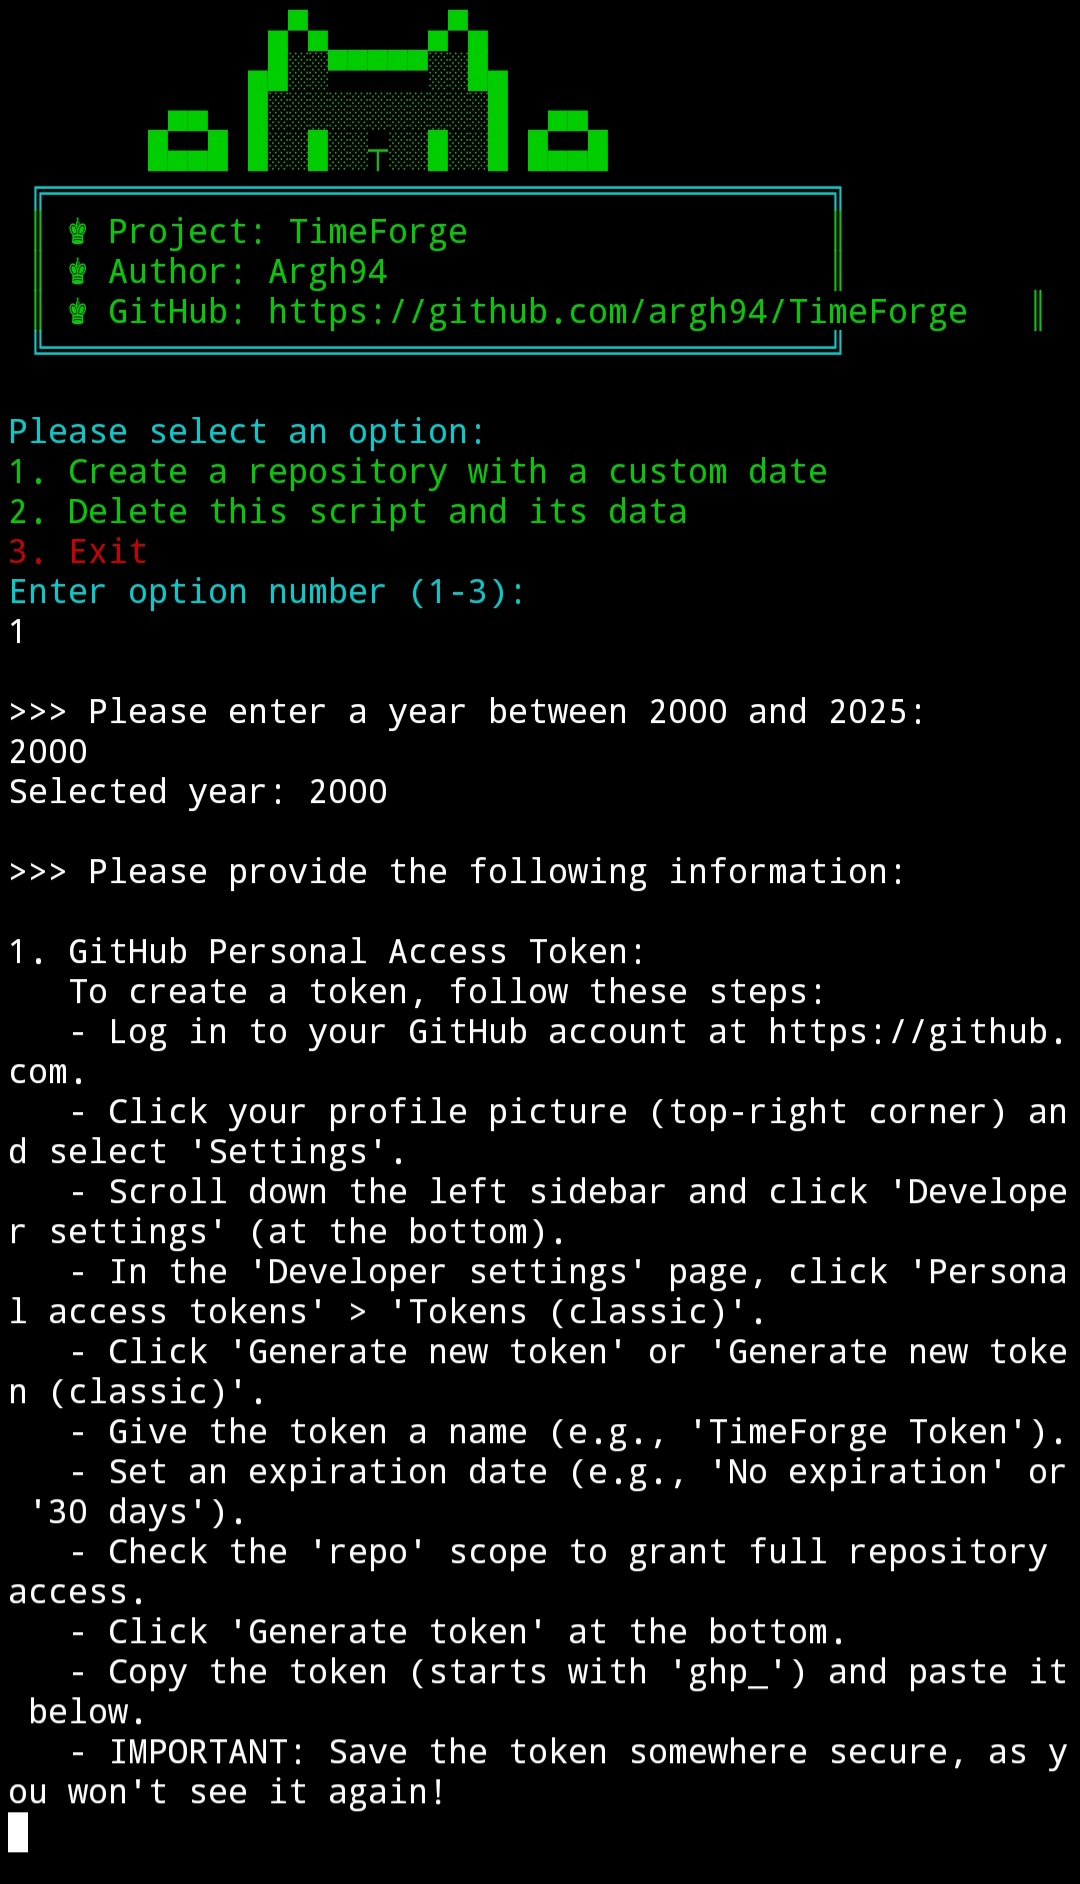 ♚ Project: TimeForge
♚ Author: Argh94
♚ GitHub: https://github.com/argh94/TimeForge
Please select an option:
1. Create a repository with a custom date
2. Delete this script and its data
3. Exit
Enter option number (1-3):
1
>>> Please enter a year between 2000 and 2025:
2000
Selected year: 2000
>>> Please provide the following information:
1. GitHub Personal Access Token:
To create a token, follow these steps:
- Log in to your GitHub account at https://github.
com.
- Click your profile picture (top-right corner) an
d select 'Settings'.
- Scroll down the left sidebar and click 'Develope
r settings' (at the bottom).
- In the 'Developer settings' page, click 'Persona
l access tokens' > 'Tokens (classic)'.
- Click 'Generate new token' or 'Generate new toke
n (classic)'.
- Give the token a name (e.g., 'TimeForge Token').
- Set an expiration date (e.g., 'No expiration' or
'30 days').
- Check the 'repo' scope to grant full repository
access.
- Click 'Generate token' at the bottom.
- Copy the token (starts with 'ghp_') and paste it
below.
- IMPORTANT: Save the token somewhere secure, as y
ou won't see it again!